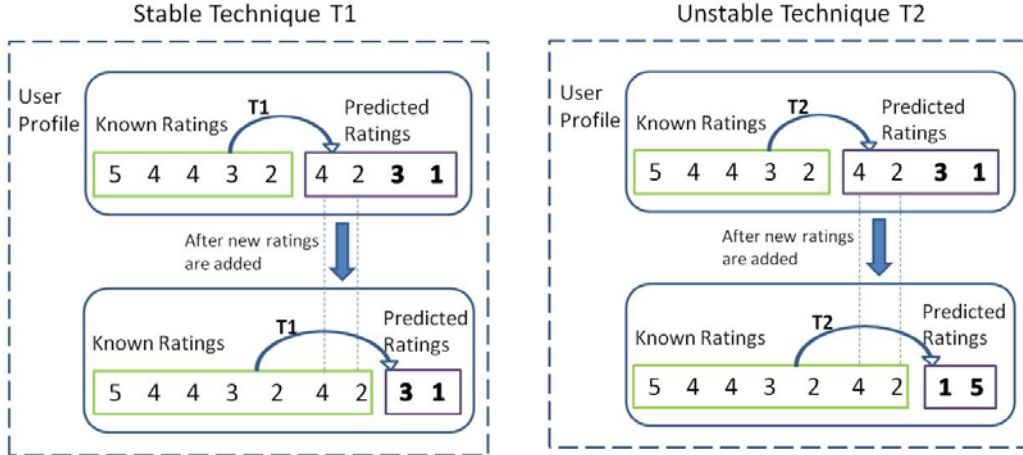 Stable Technique T1
User
Profile
T1
Known Ratings
Predicted
Ratings
5 4 4 3 2
4 2 3 1
After new ratings
are added
T1
Known Ratings
Predicted
Ratings
5 4 4 3 2 4 2
3 1
Unstable Technique T2
User
Profile
T2
Known Ratings
Predicted
Ratings
5 4 4 3 2
4 2 3 1
After new ratings
are added
T2
Known Ratings
Predicted
Ratings
5 4 4 3 2 4 2
1 5